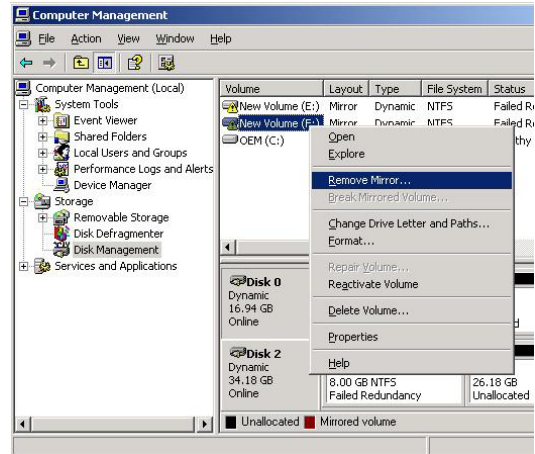 Computer Management
File Action View Window Help
Computer Management (Local)
System Tools
Event Viewer
Shared Folders
Local Users and Groups
Performance Logs and Alerts
Device Manager
Storage
Removable Storage
Disk Defragmenter
Disk Management
Services and Applications
Volume Layout Type File System Status
New Volume (E:) Mirror Dynamic NTFS Failed R
New Volume (F:) Mirror Dynamic NTFS Failed R
OEM (C:) thy
Open
Explore
Remove Mirror...
Break Mirrored Volume...
Change Drive Letter and Paths...
Format...
Repair Volume...
Reactivate Volume
Delete Volume...
Properties
Help
Disk 0
Dynamic
16.94 GB
Online
Disk 2
Dynamic
34.18 GB
Online
8.00 GB NTFS
Failed Redundancy
26.18 GB
Unallocated
Unallocated Mirrored volume